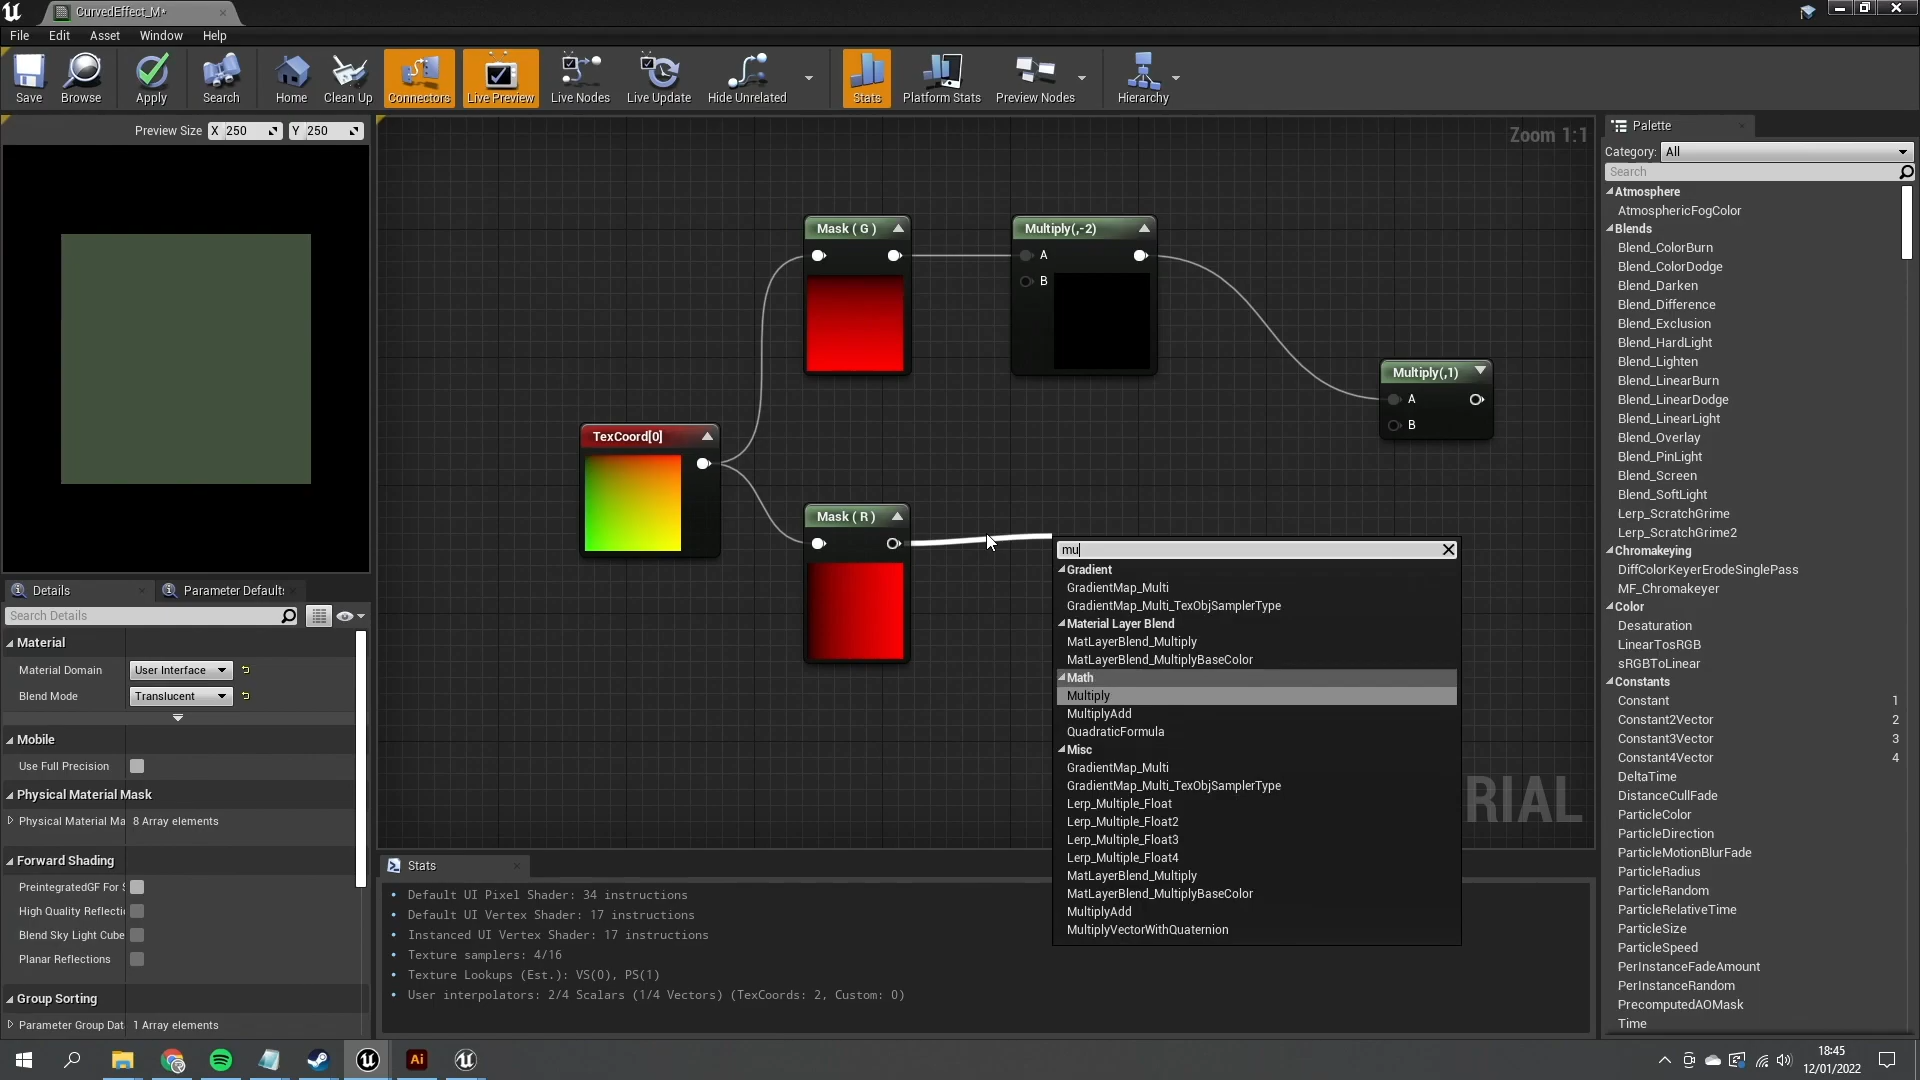 CurvedEffect_M*
File Edit Asset Window Help
Save Browse Apply Search Home Clean Up Connectors Live Preview Live Nodes Live Update Hide Unrelated Stats Platform Stats Preview Nodes Hierarchy
Preview Size X 250 Y 250
Zoom 1:1
Mask ( G )
Multiply(,-2)
A
B
Multiply(,1)
A
B
TexCoord[0]
Mask ( R )
mu
Gradient
GradientMap_Multi
GradientMap_Multi_TexObjSamplerType
Material Layer Blend
MatLayerBlend_Multiply
MatLayerBlend_MultiplyBaseColor
Math
Multiply
MultiplyAdd
QuadraticFormula
Misc
GradientMap_Multi
GradientMap_Multi_TexObjSamplerType
Lerp_Multiple_Float
Lerp_Multiple_Float2
Lerp_Multiple_Float3
Lerp_Multiple_Float4
MatLayerBlend_Multiply
MatLayerBlend_MultiplyBaseColor
MultiplyAdd
MultiplyVectorWithQuaternion
RIAL
Details Parameter Default
Search Details
Material
Material Domain User Interface
Blend Mode Translucent
Mobile
Use Full Precision
Physical Material Mask
Physical Material Ma 8 Array elements
Forward Shading
PreintegratedGF For S
High Quality Reflecti
Blend Sky Light Cube
Planar Reflections
Group Sorting
Parameter Group Dat 1 Array elements
Stats
Default UI Pixel Shader: 34 instructions
Default UI Vertex Shader: 17 instructions
Instanced UI Vertex Shader: 17 instructions
Texture samplers: 4/16
Texture Lookups (Est.): VS(0), PS(1)
User interpolators: 2/4 Scalars (1/4 Vectors) (TexCoords: 2, Custom: 0)
Palette
Category: All
Search
Atmosphere
AtmosphericFogColor
Blends
Blend_ColorBurn
Blend_ColorDodge
Blend_Darken
Blend_Difference
Blend_Exclusion
Blend_HardLight
Blend_Lighten
Blend_LinearBurn
Blend_LinearDodge
Blend_LinearLight
Blend_Overlay
Blend_PinLight
Blend_Screen
Blend_SoftLight
Lerp_ScratchGrime
Lerp_ScratchGrime2
Chromakeying
DiffColorKeyerErodeSinglePass
MF_Chromakeyer
Color
Desaturation
LinearTosRGB
sRGBToLinear
Constants
Constant 1
Constant2Vector 2
Constant3Vector 3
Constant4Vector 4
DeltaTime
DistanceCullFade
ParticleColor
ParticleDirection
ParticleMotionBlurFade
ParticleRadius
ParticleRandom
ParticleRelativeTime
ParticleSize
ParticleSpeed
PerInstanceFadeAmount
PerInstanceRandom
PrecomputedAOMask
Time
Ai
18:45
12/01/2022